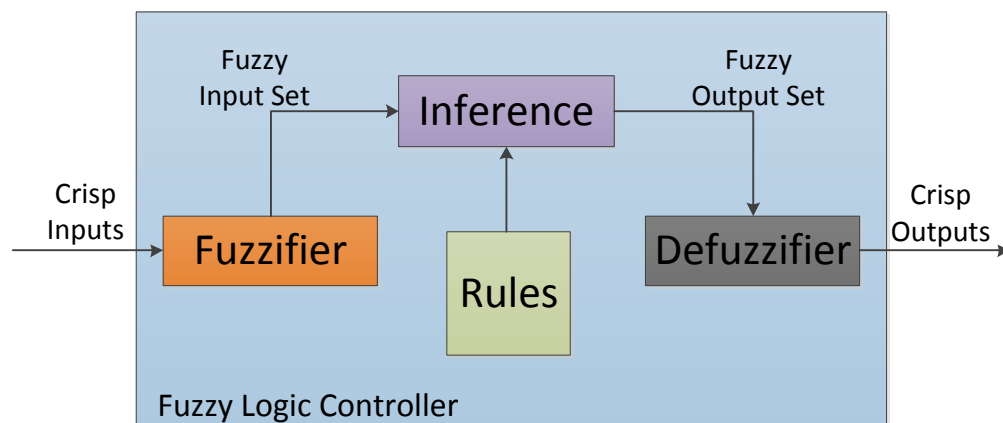 Fuzzy
Input Set
Inference
Fuzzy
Output Set
Crisp
Inputs
Fuzzifier
Rules
Defuzzifier
Crisp
Outputs
Fuzzy Logic Controller